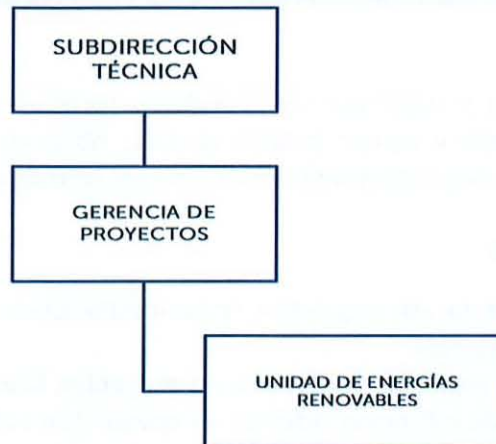 SUBDIRECCIÓN
TÉCNICA
GERENCIA DE
PROYECTOS
UNIDAD DE ENERGÍAS
RENOVABLES